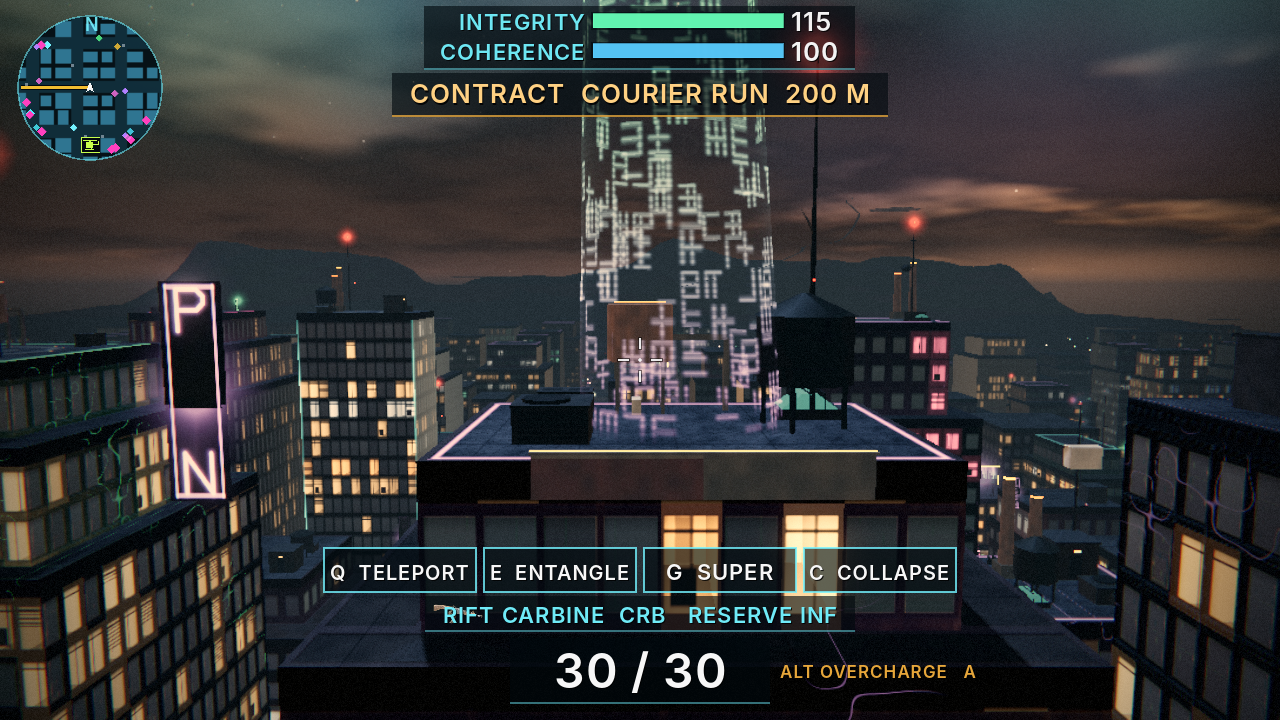 N
INTEGRITY 115
COHERENCE 100
CONTRACT COURIER RUN 200 M
P
N
Q TELEPORT E ENTANGLE G SUPER C COLLAPSE
RIFT CARBINE CRB RESERVE INF
30 / 30
ALT OVERCHARGE A